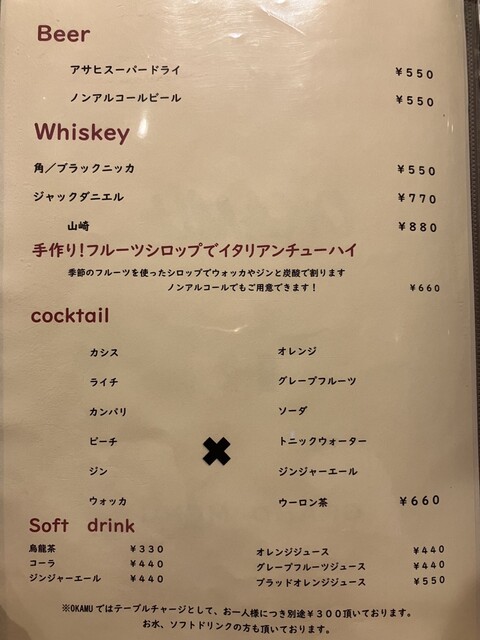 Beer
アサヒスーパードライ ¥550
ノンアルコールビール ¥550
Whiskey
角／ブラックニッカ ¥550
ジャックダニエル ¥770
山崎 ¥880
手作り！フルーツシロップでイタリアンチューハイ
季節のフルーツを使ったシロップでウォッカやジンと炭酸で割ります
ノンアルコールでもご用意できます！ ¥660
cocktail
カシス オレンジ
ライチ グレープフルーツ
カンパリ ソーダ
ピーチ トニックウォーター
✖
ジン ジンジャーエール
ウォッカ ウーロン茶 ¥660
Soft drink
烏龍茶 ¥330 オレンジジュース ¥440
コーラ ¥440 グレープフルーツジュース ¥440
ジンジャーエール ¥440 ブラッドオレンジジュース ¥550
※OKAMUではテーブルチャージとして、お一人様につき別途¥300頂いております。
お水、ソフトドリンクの方も頂いております。